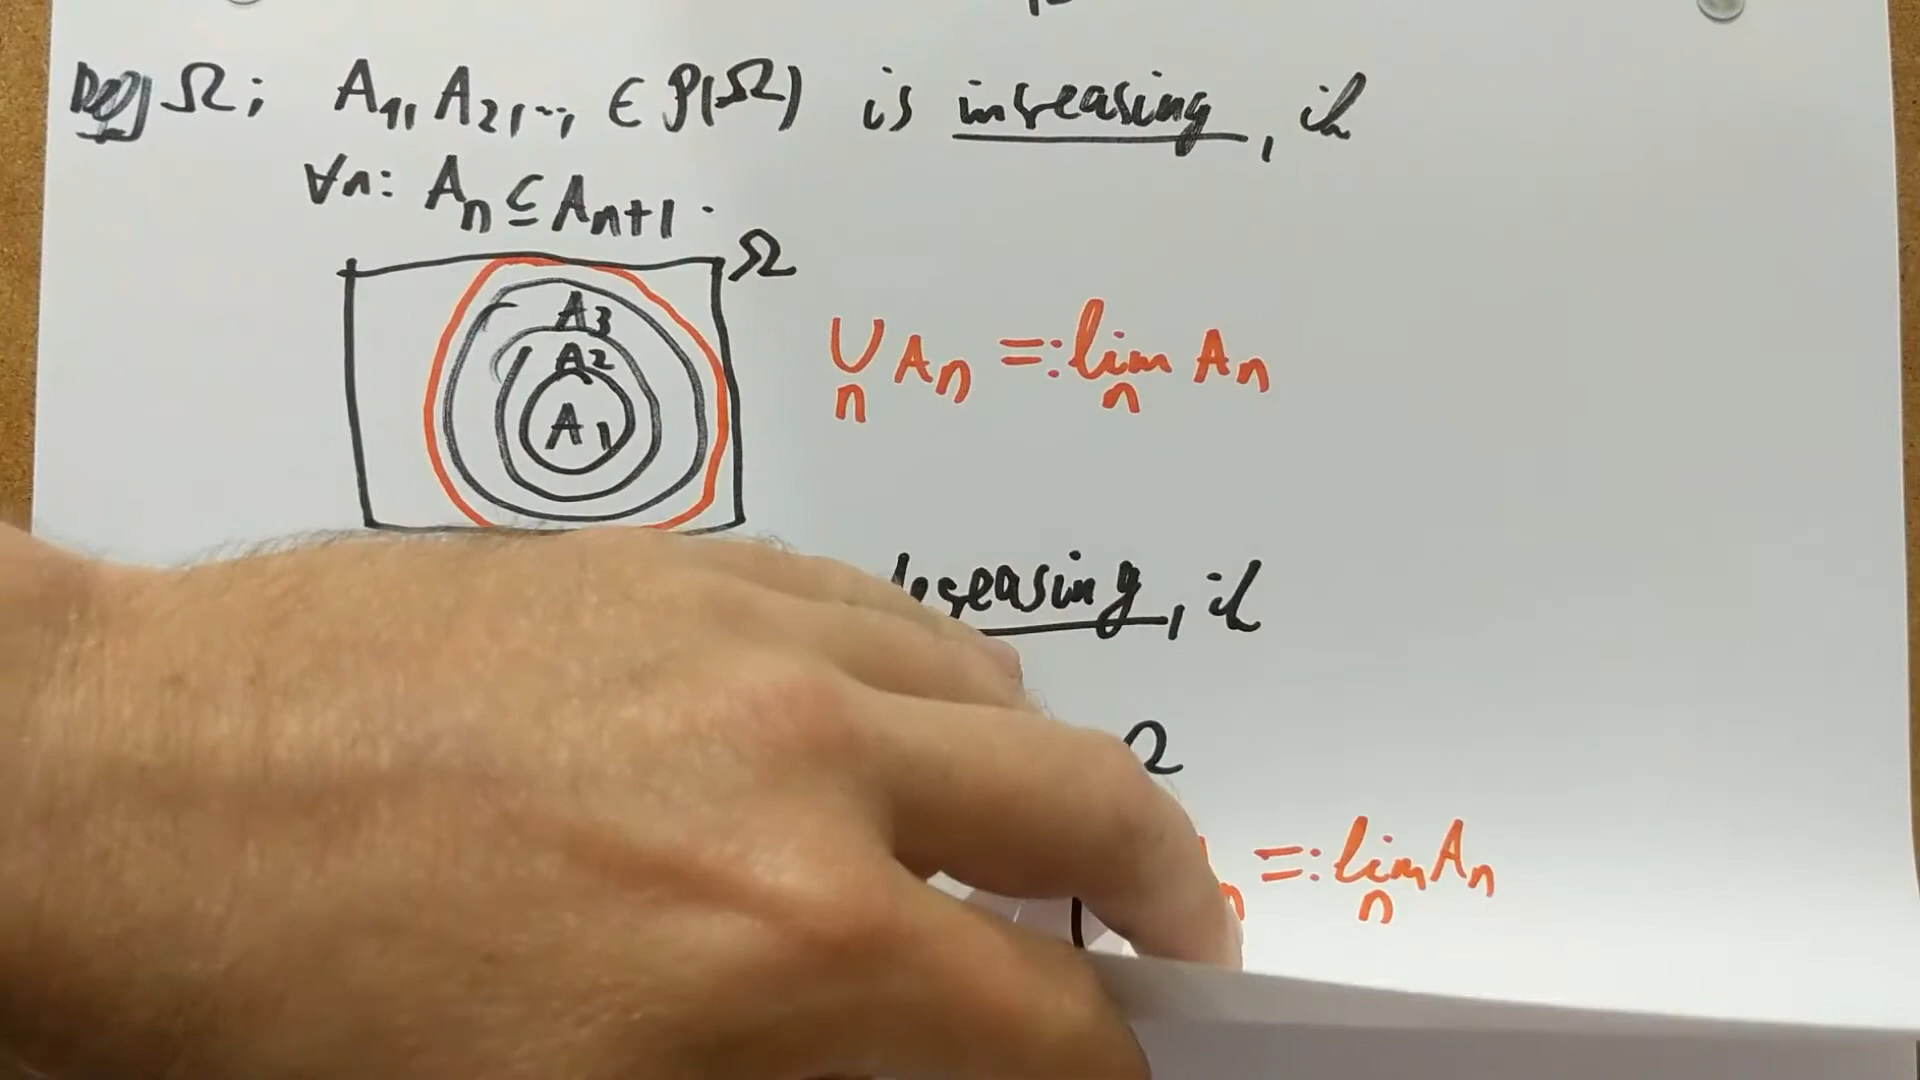 Def Ω; A₁, A₂, ..., ∈ P(Ω) is increasing, if
∀n: Aₙ ⊆ Aₙ₊₁.
Ω
A₃
A₂
A₁
⋃ₙ Aₙ =: limₙ Aₙ
decreasing, if
Ω
=: limₙ Aₙ